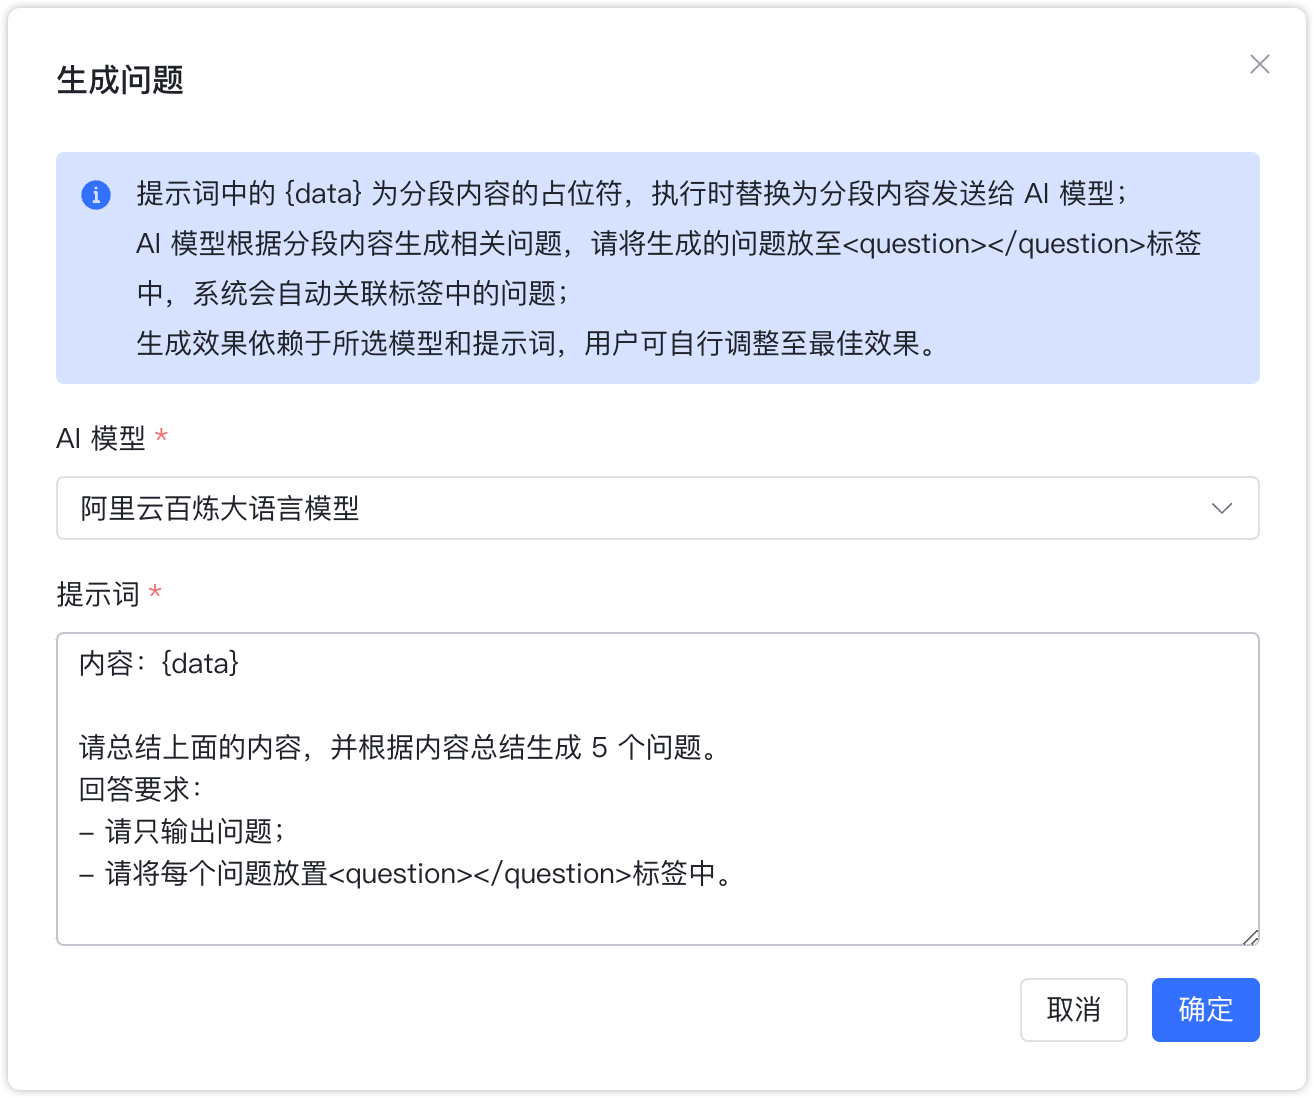 生成问题
提示词中的 {data} 为分段内容的占位符，执行时替换为分段内容发送给 AI 模型；
AI 模型根据分段内容生成相关问题，请将生成的问题放至<question></question>标签
中，系统会自动关联标签中的问题；
生成效果依赖于所选模型和提示词，用户可自行调整至最佳效果。
AI 模型 *
阿里云百炼大语言模型
提示词 *
内容：{data}
请总结上面的内容，并根据内容总结生成 5 个问题。
回答要求：
- 请只输出问题；
- 请将每个问题放置<question></question>标签中。
取消
确定